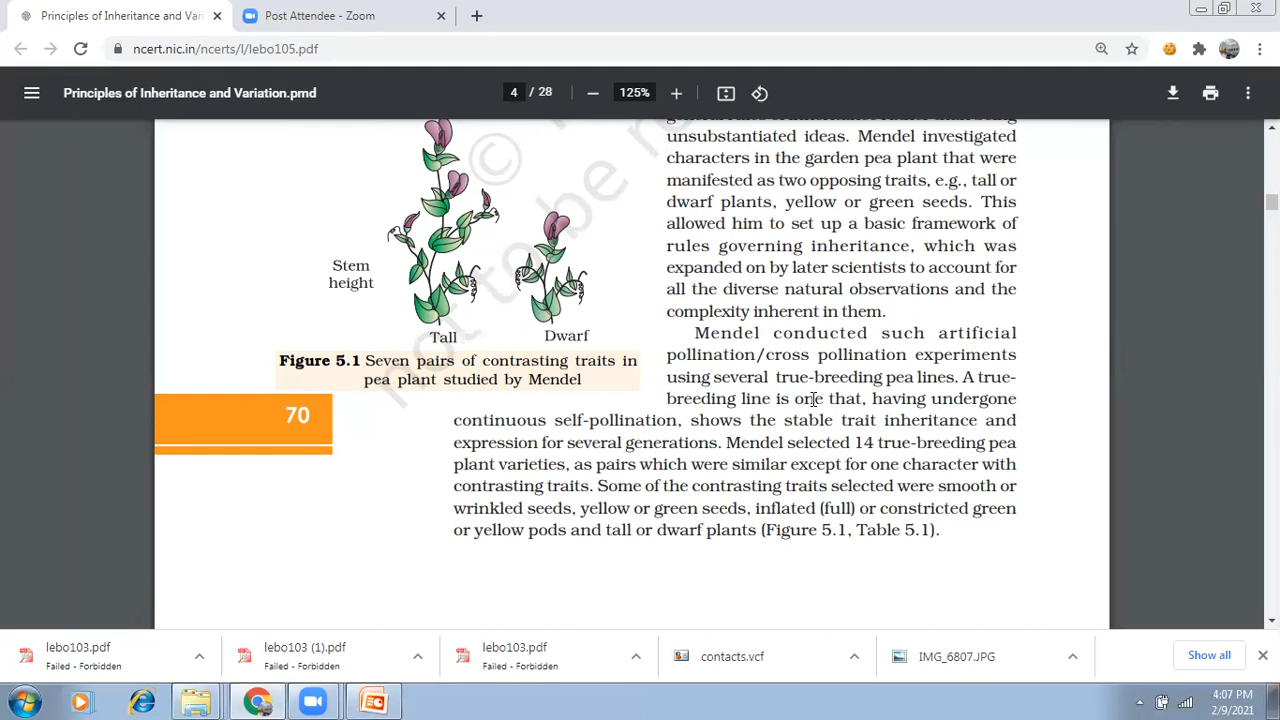 Principles of Inheritance and Vari
Post Attendee - Zoom
ncert.nic.in/ncerts/l/lebo105.pdf
Principles of Inheritance and Variation.pmd
4 / 28
125%
unsubstantiated ideas. Mendel investigated
characters in the garden pea plant that were
manifested as two opposing traits, e.g., tall or
dwarf plants, yellow or green seeds. This
allowed him to set up a basic framework of
rules governing inheritance, which was
expanded on by later scientists to account for
all the diverse natural observations and the
complexity inherent in them.
Stem
height
Tall
Dwarf
Figure 5.1 Seven pairs of contrasting traits in
pea plant studied by Mendel
©
not to be re
70
Mendel conducted such artificial
pollination/cross pollination experiments
using several true-breeding pea lines. A true-
breeding line is one that, having undergone
continuous self-pollination, shows the stable trait inheritance and
expression for several generations. Mendel selected 14 true-breeding pea
plant varieties, as pairs which were similar except for one character with
contrasting traits. Some of the contrasting traits selected were smooth or
wrinkled seeds, yellow or green seeds, inflated (full) or constricted green
or yellow pods and tall or dwarf plants (Figure 5.1, Table 5.1).
lebo103.pdf
Failed - Forbidden
lebo103 (1).pdf
Failed - Forbidden
lebo103.pdf
Failed - Forbidden
contacts.vcf
IMG_6807.JPG
Show all
4:07 PM
2/9/2021